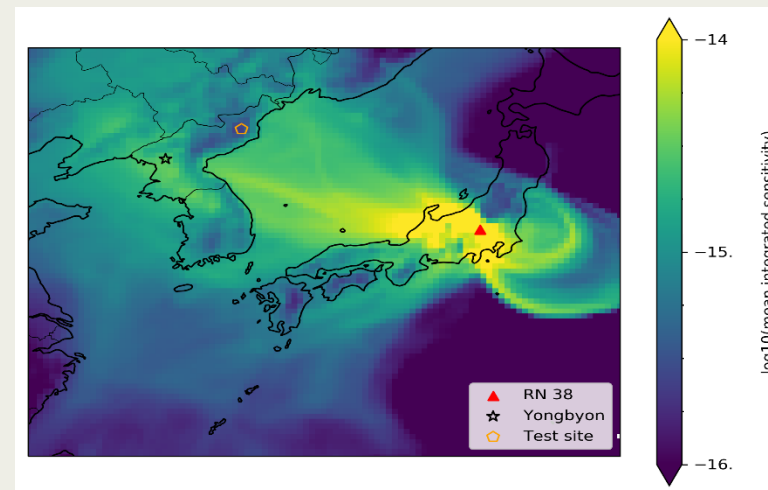 −14
−15.
−16.
log10(mean integrated sensitivity)
RN 38
Yongbyon
Test site